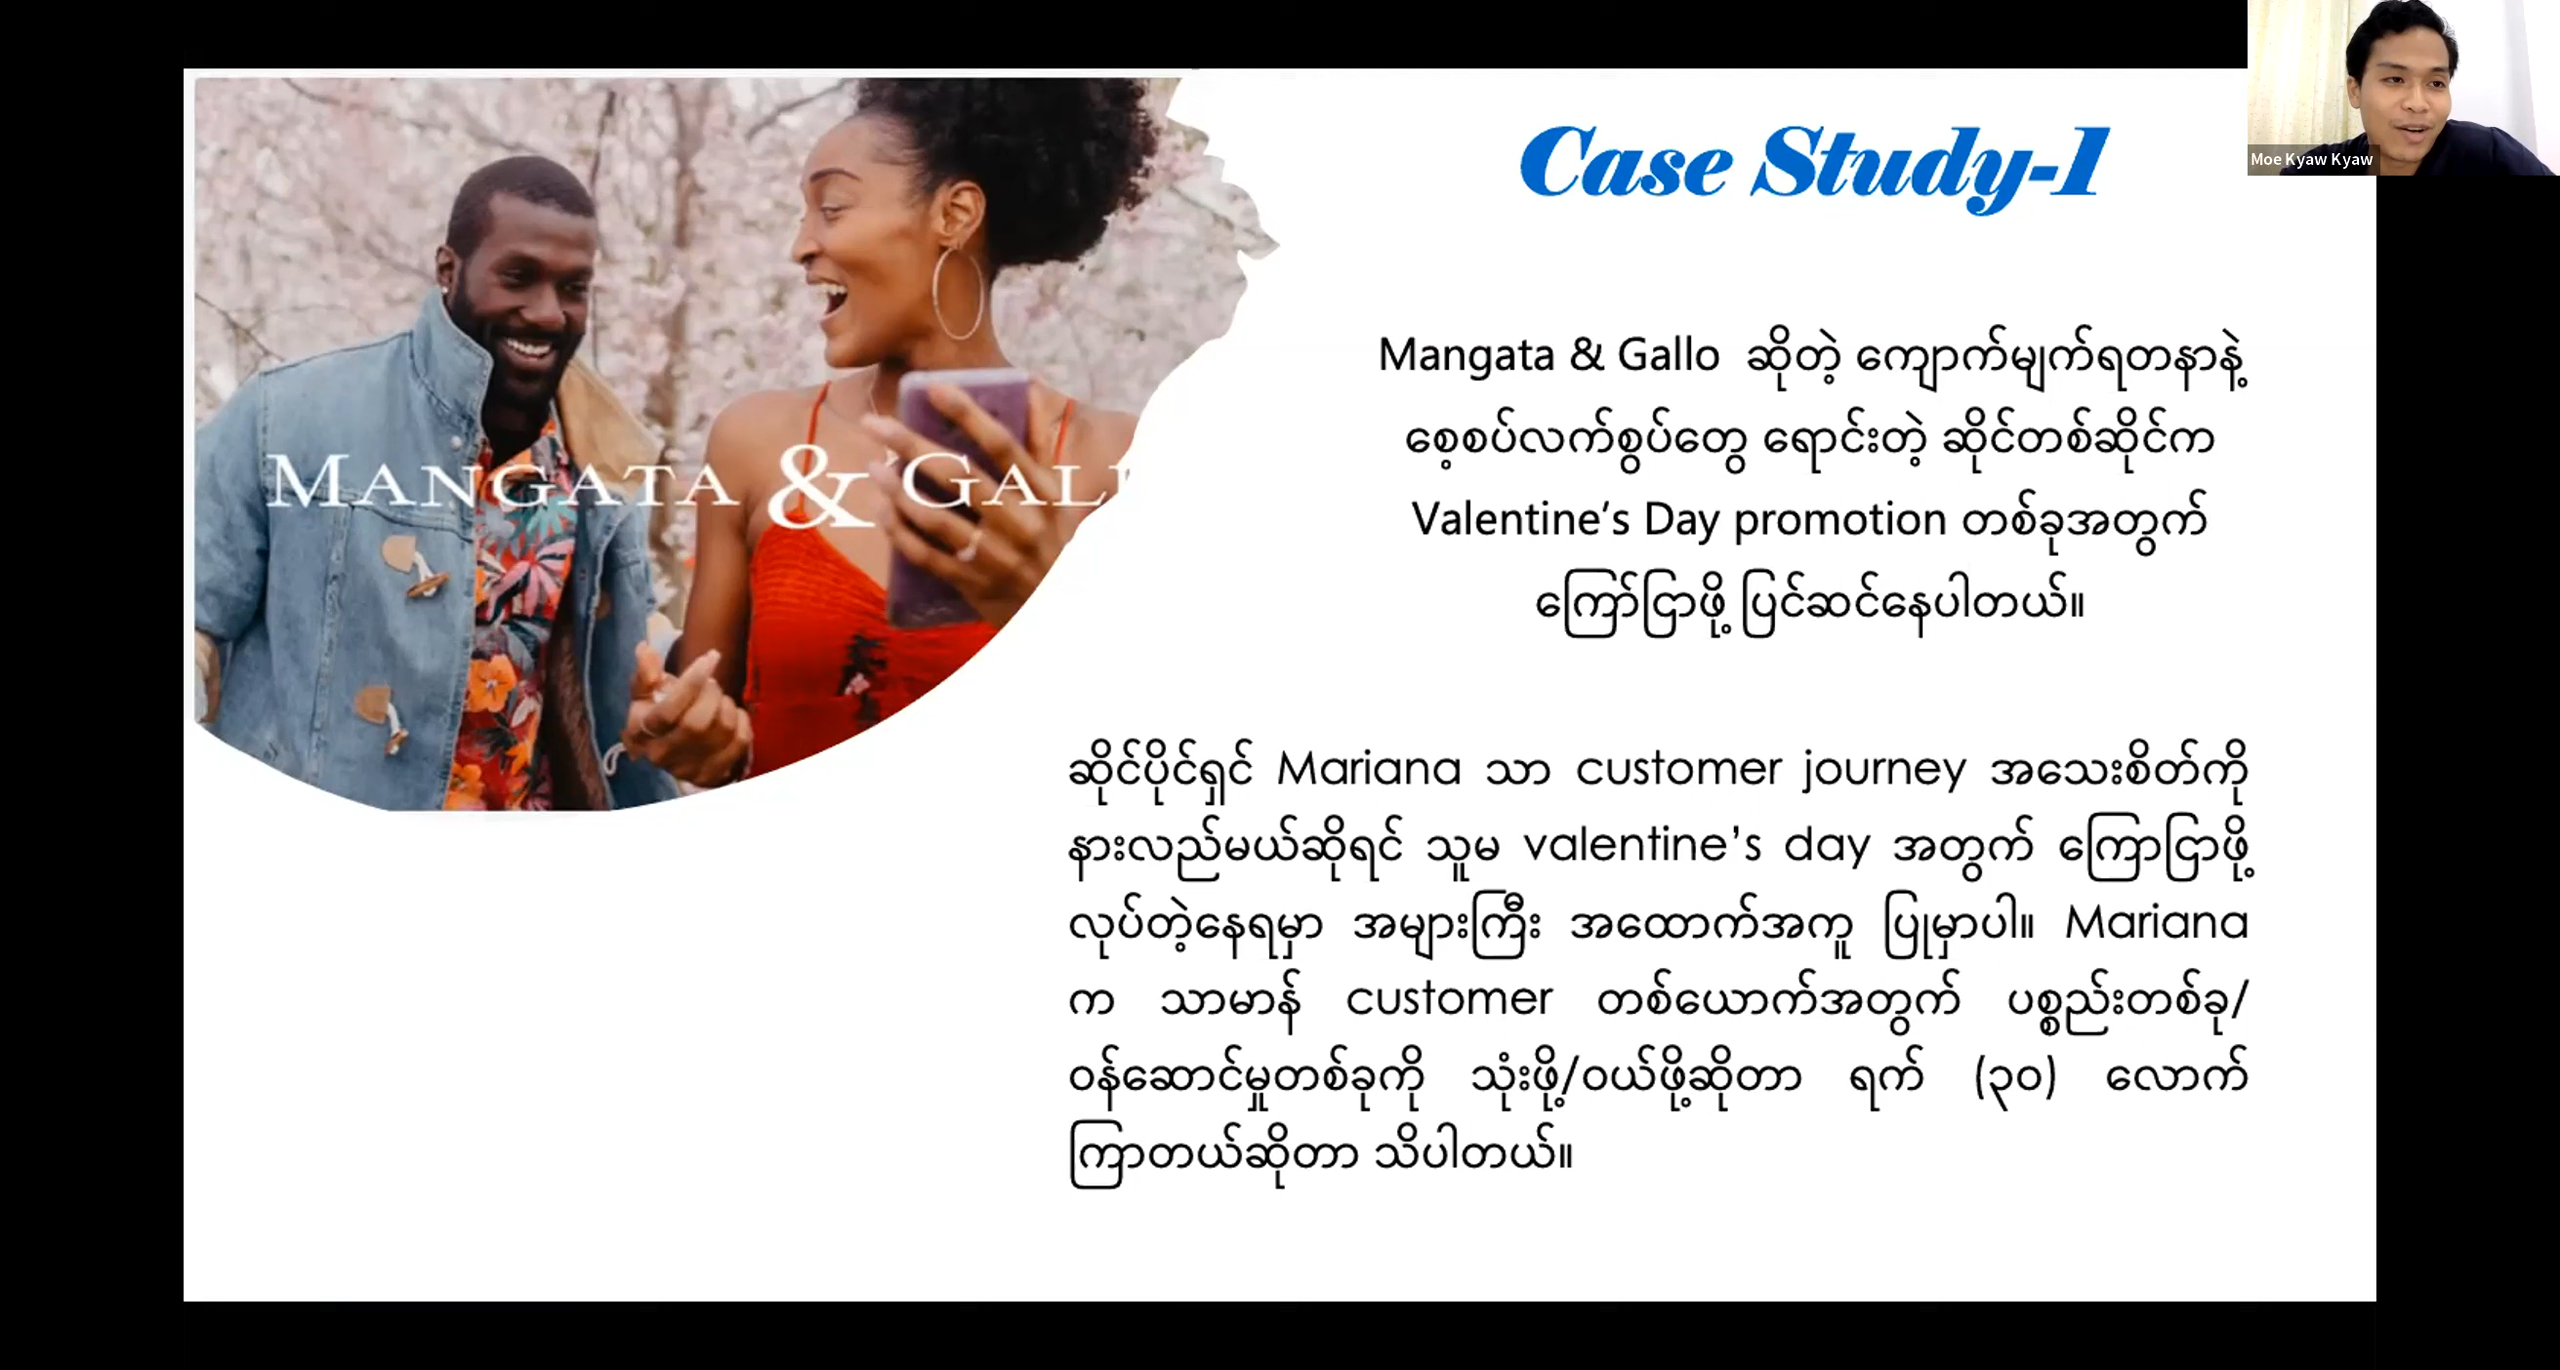 Case Study-1
Moe Kyaw Kyaw
MANGATA & GAL
Mangata & Gallo ဆိုတဲ့ ကျောက်မျက်ရတနာနဲ့
စေ့စပ်လက်စွပ်တွေ ရောင်းတဲ့ ဆိုင်တစ်ဆိုင်က
Valentine’s Day promotion တစ်ခုအတွက်
ကြော်ငြာဖို့ ပြင်ဆင်နေပါတယ်။
ဆိုင်ပိုင်ရှင် Mariana သာ customer journey အသေးစိတ်ကို
နားလည်မယ်ဆိုရင် သူမ valentine’s day အတွက် ကြောငြာဖို့
လုပ်တဲ့နေရမှာ အများကြီး အထောက်အကူ ပြုမှာပါ။ Mariana
က သာမာန် customer တစ်ယောက်အတွက် ပစ္စည်းတစ်ခု/
ဝန်ဆောင်မှုတစ်ခုကို သုံးဖို့/ဝယ်ဖို့ဆိုတာ ရက် (၃၀) လောက်
ကြာတယ်ဆိုတာ သိပါတယ်။